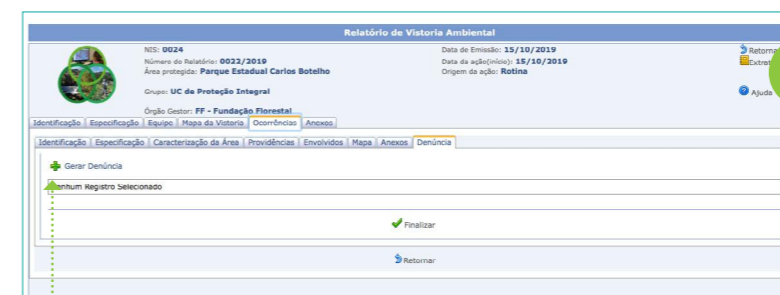 Relatório de Vistoria Ambiental
NIS: 0024
Número do Relatório: 0022/2019
Área protegida: Parque Estadual Carlos Botelho
Grupo: UC de Proteção Integral
Órgão Gestor: FF - Fundação Florestal
Data de Emissão: 15/10/2019
Data da ação(início): 15/10/2019
Origem da ação: Rotina
Ajuda
Identificação Especificação Equipe Mapa da Vistoria Ocorrências Anexos
Identificação Especificação Caracterização da Área Providências Envolvidos Mapa Anexos Denúncia
Gerar Denúncia
Nenhum Registro Selecionado
Finalizar
Retornar